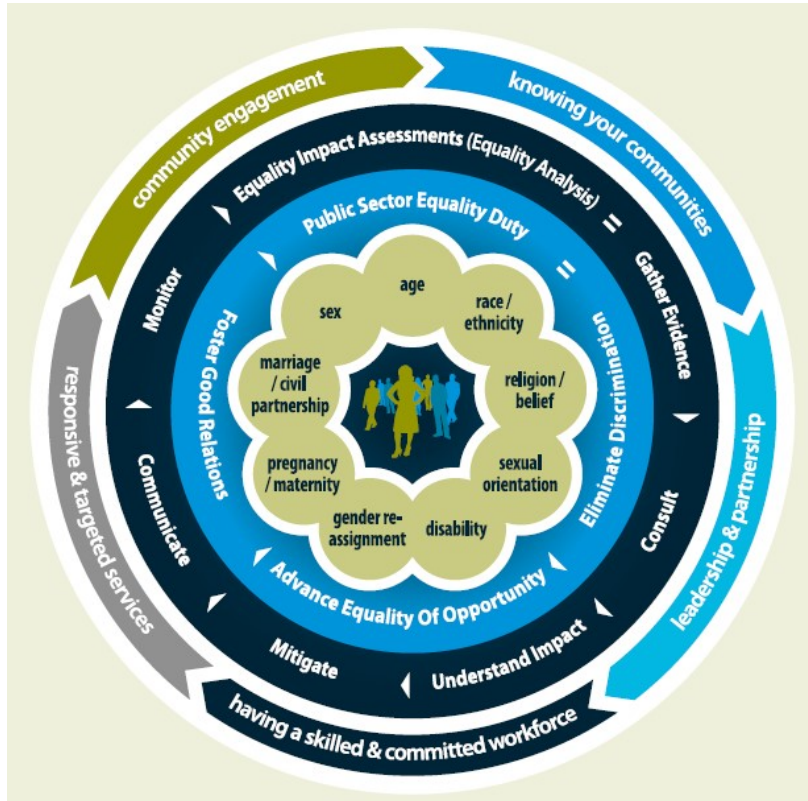 community engagement
knowing your communities
leadership & partnership
having a skilled & committed workforce
responsive & targeted services
Equality Impact Assessments (Equality Analysis) =
Gather Evidence
Consult
Understand Impact
Mitigate
Communicate
Monitor
Public Sector Equality Duty =
Eliminate Discrimination
Advance Equality Of Opportunity
Foster Good Relations
age
race /
ethnicity
religion /
belief
sexual
orientation
disability
gender re-
assignment
pregnancy
/ maternity
marriage
/ civil
partnership
sex